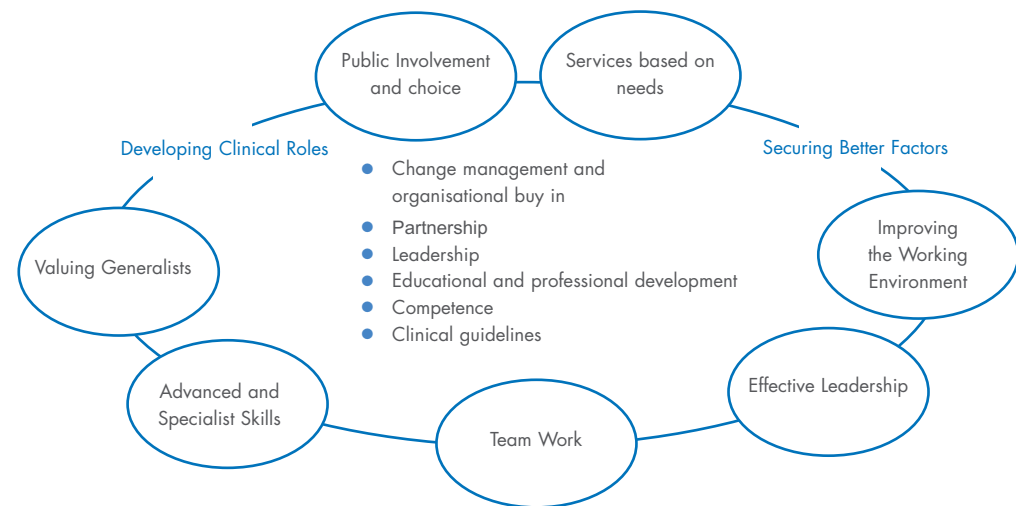 Public Involvement
and choice
Services based on
needs
Developing Clinical Roles
Securing Better Factors
Change management and
organisational buy in
Partnership
Leadership
Educational and professional development
Competence
Clinical guidelines
Valuing Generalists
Improving
the Working
Environment
Advanced and
Specialist Skills
Effective Leadership
Team Work